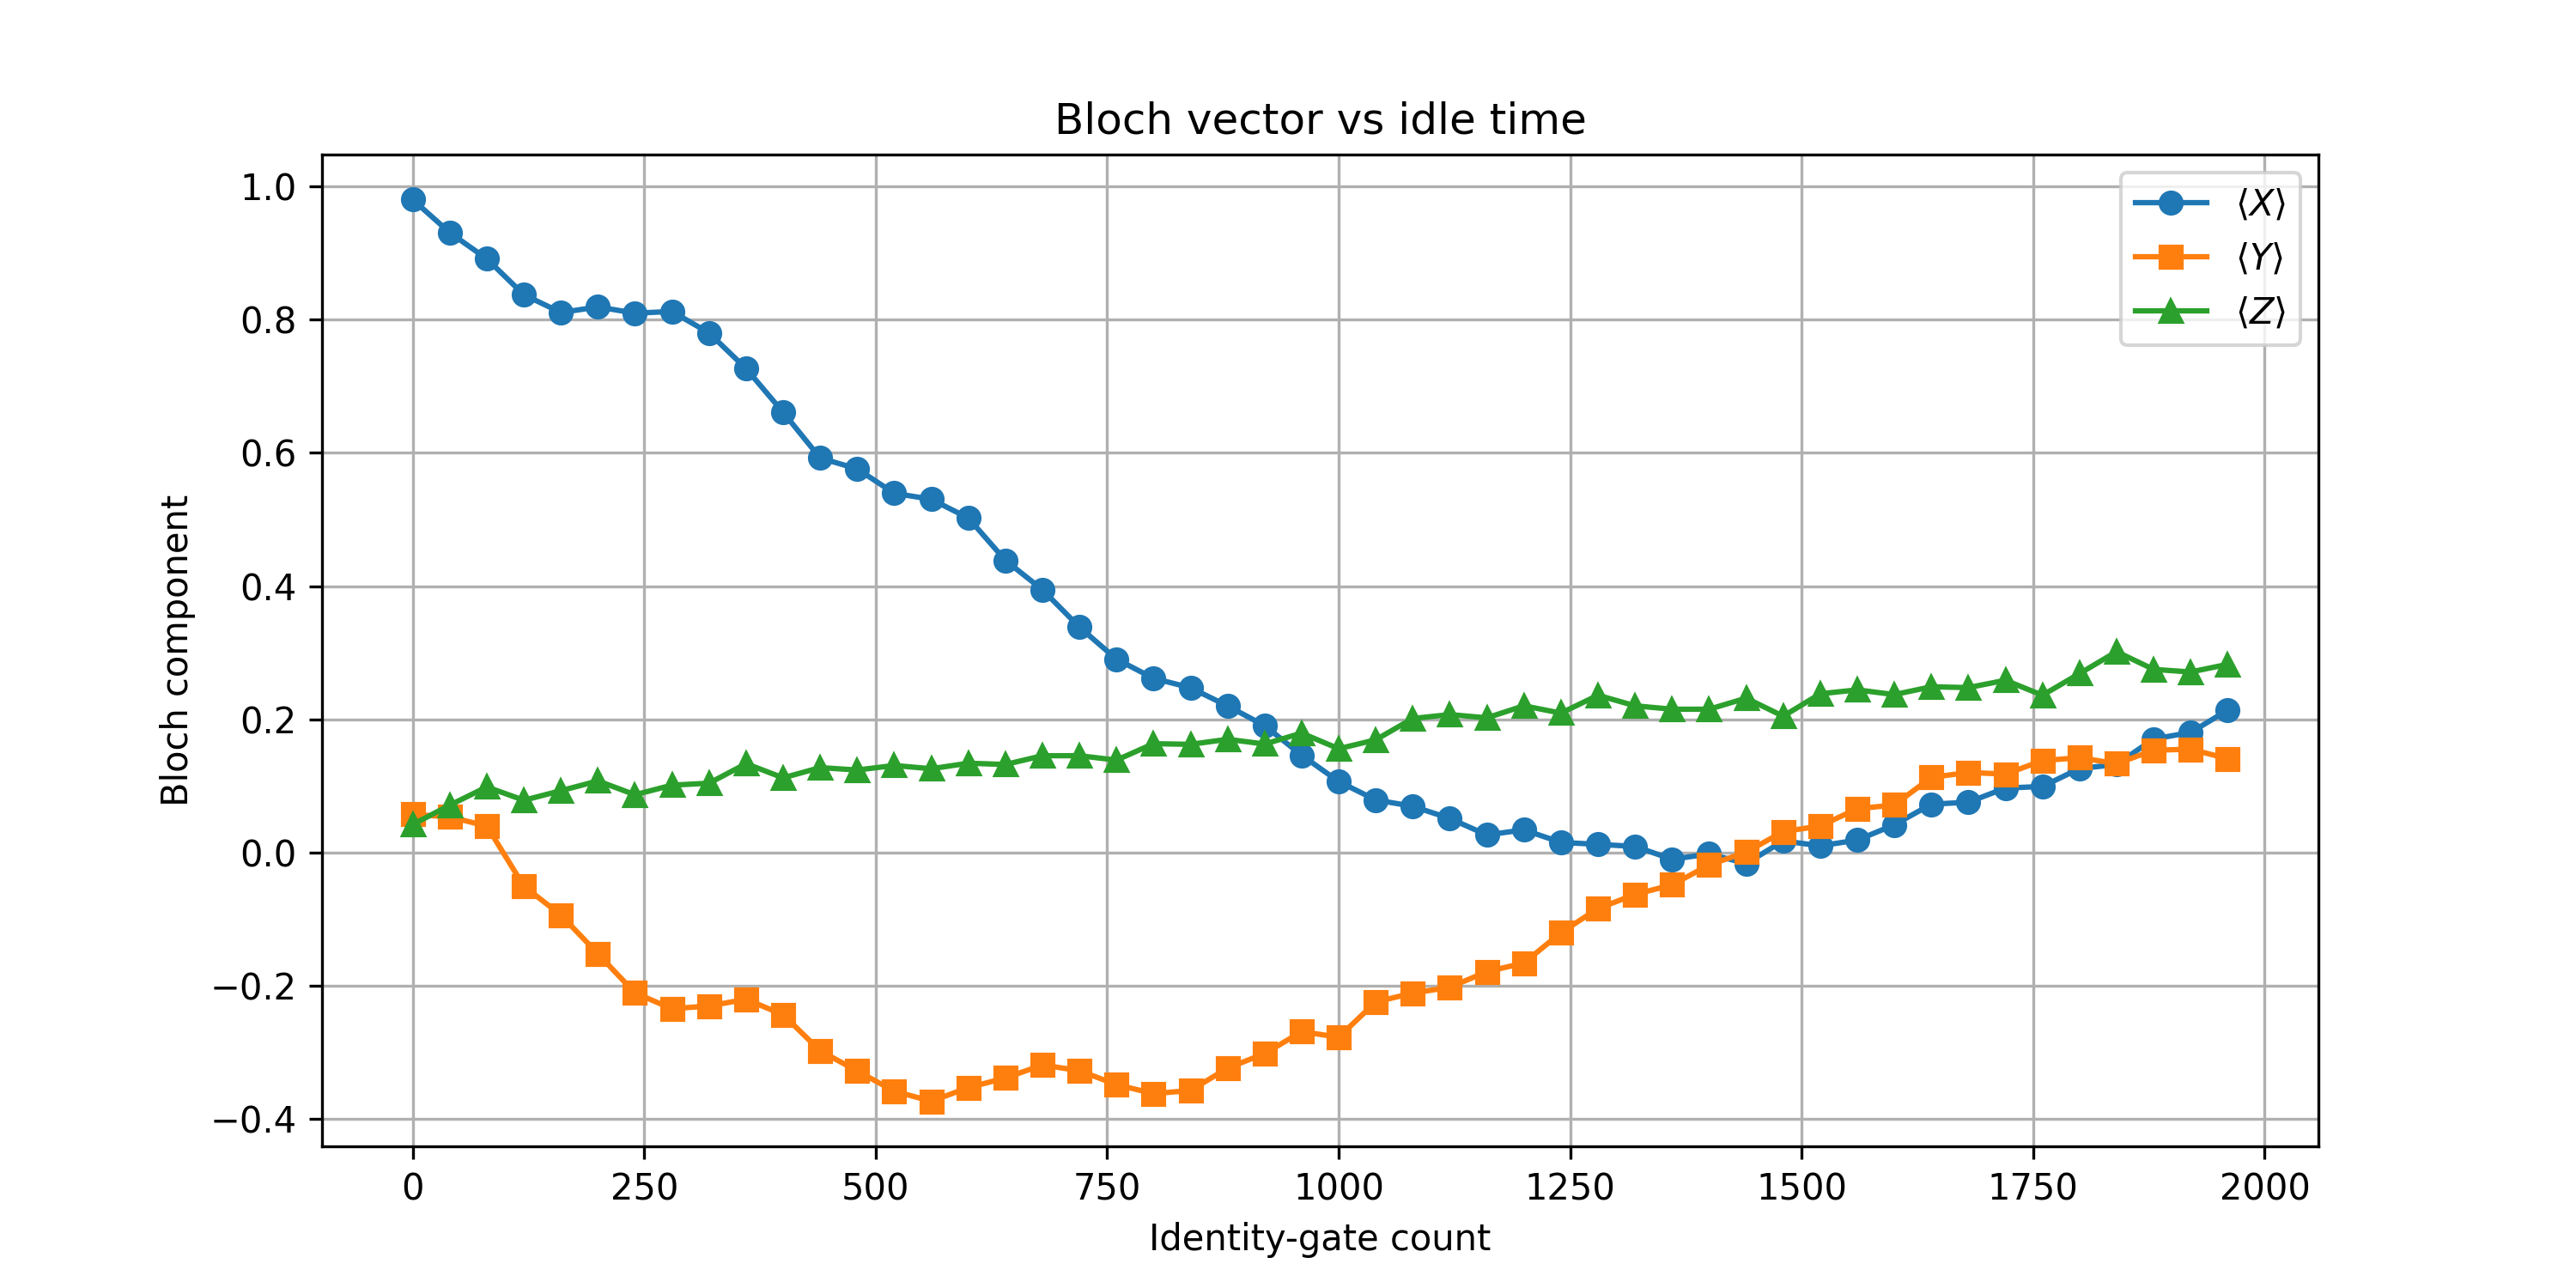 Bloch vector vs idle time
⟨X⟩
⟨Y⟩
⟨Z⟩
Bloch component
1.0
0.8
0.6
0.4
0.2
0.0
−0.2
−0.4
0 250 500 750 1000 1250 1500 1750 2000
Identity-gate count